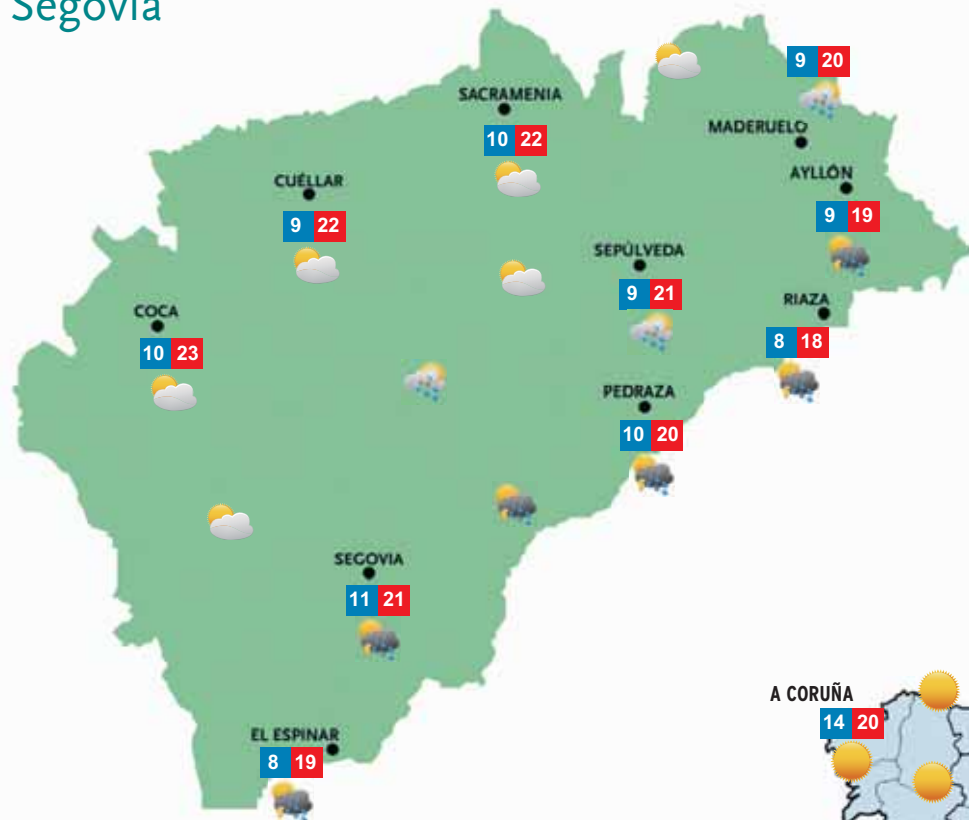 Segovia
9 20
SACRAMENIA
MADERUELO
10 22
AYLLÓN
CUÉLLAR
9 19
9 22
SEPÚLVEDA
9 21
RIAZA
COCA
8 18
10 23
PEDRAZA
10 20
SEGOVIA
11 21
A CORUÑA
14 20
EL ESPINAR
8 19